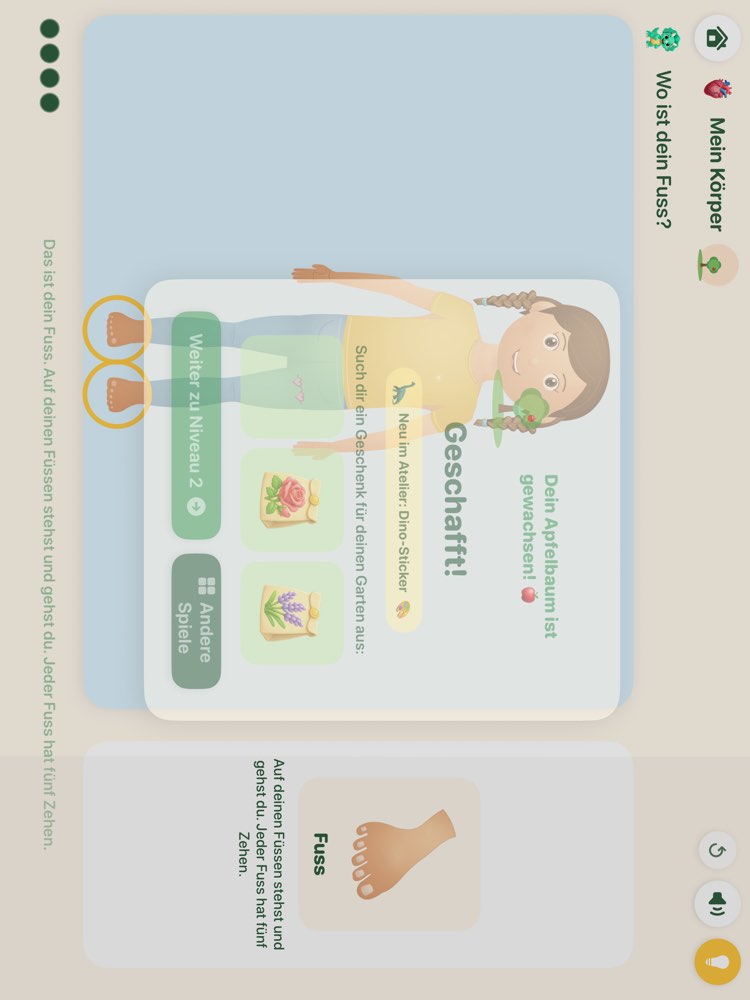 Mein Körper
Wo ist dein Fuss?
Dein Apfelbaum ist
gewachsen!
Geschafft!
Neu im Atelier: Dino-Sticker
Such dir ein Geschenk für deinen Garten aus:
Weiter zu Niveau 2
Andere
Spiele
Fuss
Auf deinen Füssen stehst und
gehst du. Jeder Fuss hat fünf
Zehen.
Das ist dein Fuss. Auf deinen Füssen stehst und gehst du. Jeder Fuss hat fünf Zehen.